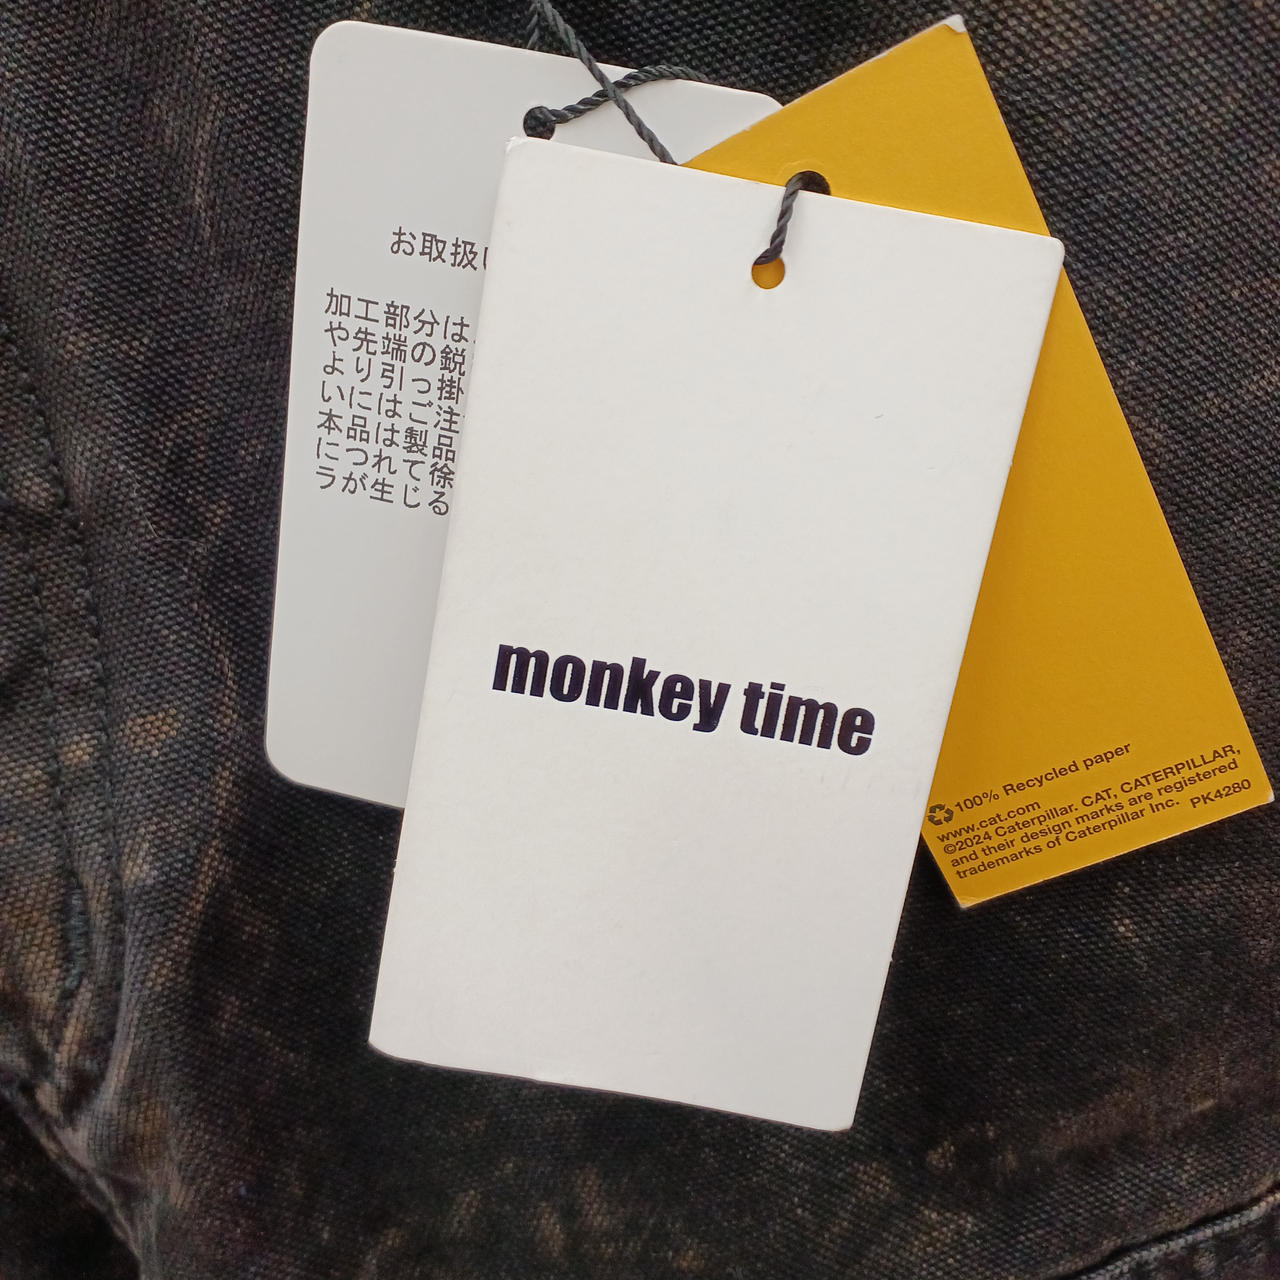 お取扱い
加工部分は
や先端の鋭
より引っ掛
いにはご注
本品は製品
につれて徐
ラが生じる
monkey time
100% Recycled paper
www.cat.com
©2024 Caterpillar. CAT, CATERPILLAR,
and their design marks are registered
trademarks of Caterpillar Inc. PK4280